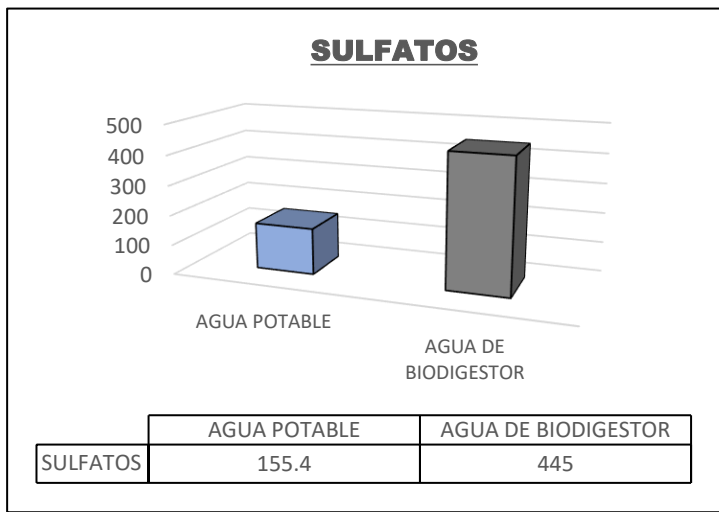 SULFATOS
500
400
300
200
100
0
AGUA POTABLE
AGUA DE
BIODIGESTOR
AGUA POTABLE AGUA DE BIODIGESTOR
SULFATOS 155.4 445